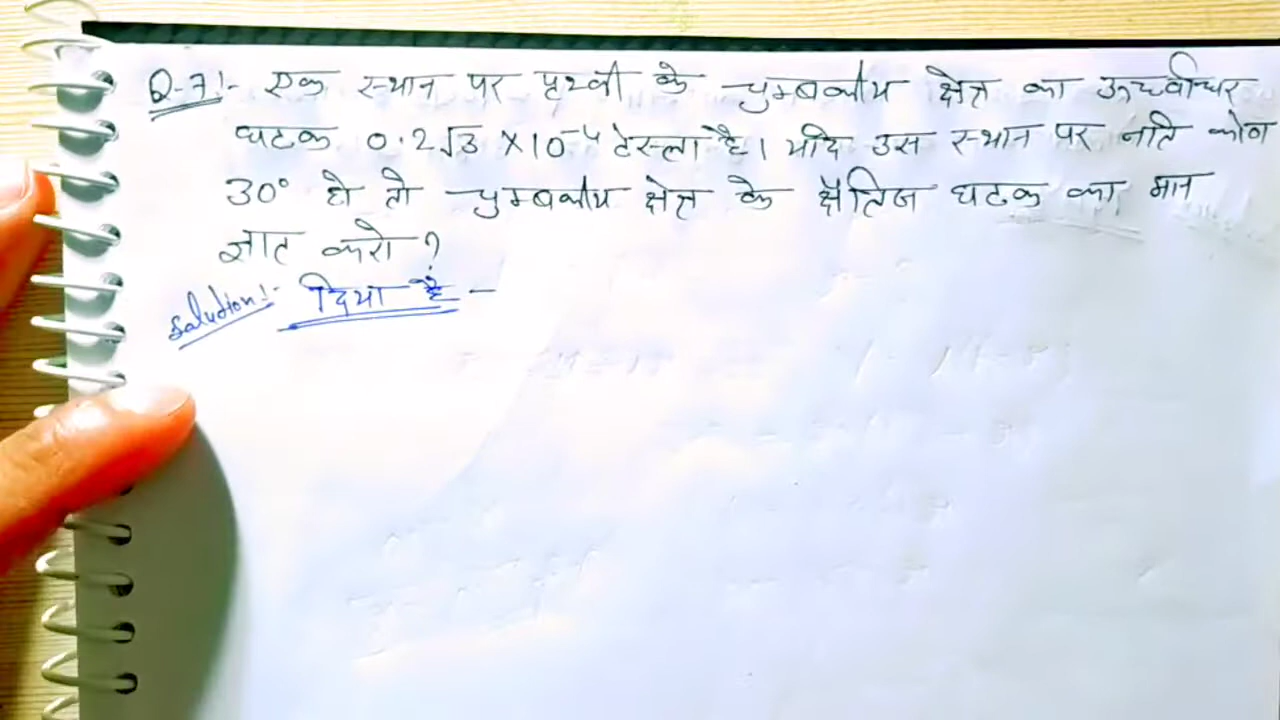 Q-7!- एक स्थान पर पृथ्वी के चुम्बकीय क्षेत्र का ऊर्ध्वाधर
घटक 0.2√3 ×10⁻⁴ टेस्ला है। यदि उस स्थान पर नति कोण
30° हो तो चुम्बकीय क्षेत्र के क्षैतिज घटक का मान
ज्ञात करो ?
Solution!- दिया है -